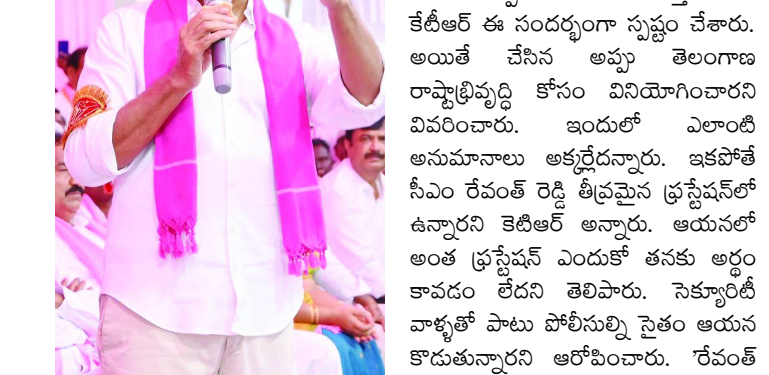 కేటీఆర్ ఈ సందర్భంగా స్పష్టం చేశారు.
అయితే చేసిన అప్పు తెలంగాణ
రాష్ట్రాభివృద్ధి కోసం వినియోగించారని
వివరించారు. ఇందులో ఎలాంటి
అనుమానాలు అక్కర్లేదన్నారు. ఇకపోతే
సీఎం రేవంత్ రెడ్డి తీవ్రమైన ఫ్రస్టేషన్‌లో
ఉన్నారని కెటిఆర్ అన్నారు. ఆయనలో
అంత ఫ్రస్టేషన్ ఎందుకో తనకు అర్థం
కావడం లేదని తెలిపారు. సెక్యూరిటీ
వాళ్ళతో పాటు పోలీసుల్ని సైతం ఆయన
కొడుతున్నారని ఆరోపించారు. 'రేవంత్